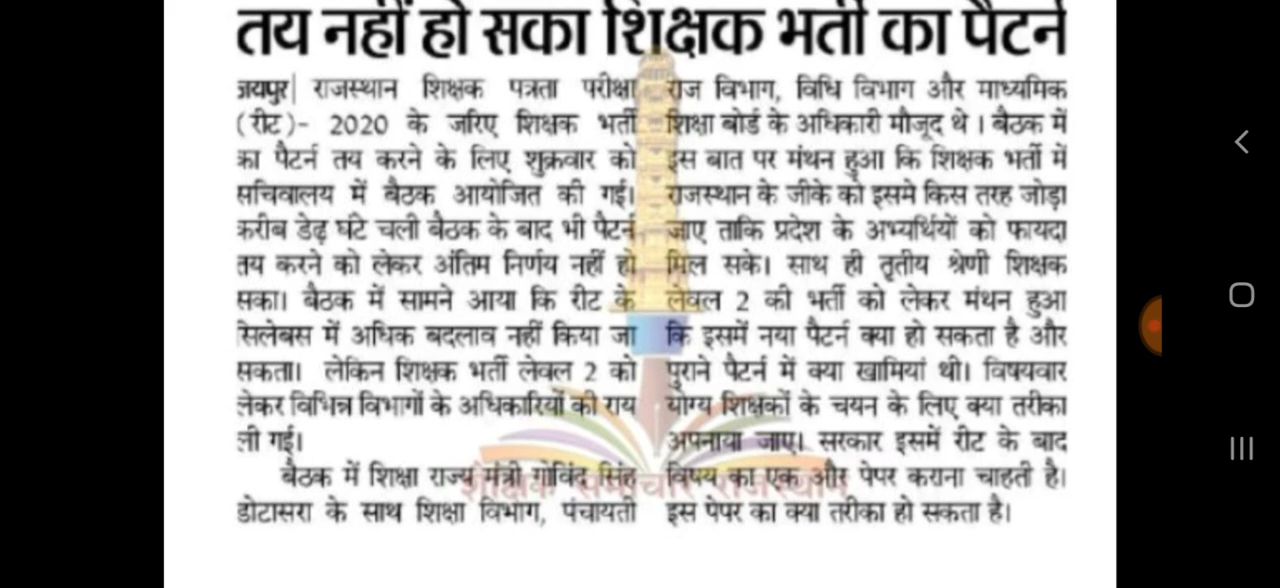 तय नहीं हो सका शिक्षक भर्ती का पैटर्न
जयपुर| राजस्थान शिक्षक पत्रता परीक्षा
(रीट)- 2020 के जरिए शिक्षक भर्ती
का पैटर्न तय करने के लिए शुक्रवार को
सचिवालय में बैठक आयोजित की गई।
करीब डेढ़ घंटे चली बैठक के बाद भी पैटर्न
तय करने को लेकर अंतिम निर्णय नहीं हो
सका। बैठक में सामने आया कि रीट के
सिलेबस में अधिक बदलाव नहीं किया जा
सकता। लेकिन शिक्षक भर्ती लेवल 2 को
लेकर विभिन्न विभागों के अधिकारियों की राय
ली गई।
बैठक में शिक्षा राज्य मंत्री गोविंद सिंह
डोटासरा के साथ शिक्षा विभाग, पंचायती
राज विभाग, विधि विभाग और माध्यमिक
शिक्षा बोर्ड के अधिकारी मौजूद थे। बैठक में
इस बात पर मंथन हुआ कि शिक्षक भर्ती में
राजस्थान के जीके को इसमे किस तरह जोड़ा
जाए ताकि प्रदेश के अभ्यर्थियों को फायदा
मिल सके। साथ ही तृतीय श्रेणी शिक्षक
लेवल 2 की भर्ती को लेकर मंथन हुआ
कि इसमें नया पैटर्न क्या हो सकता है और
पुराने पैटर्न में क्या खामियां थी। विषयवार
योग्य शिक्षकों के चयन के लिए क्या तरीका
अपनाया जाए। सरकार इसमें रीट के बाद
विषय का एक और पेपर कराना चाहती है।
इस पेपर का क्या तरीका हो सकता है।
शैक्षिक समाचार राजस्थान